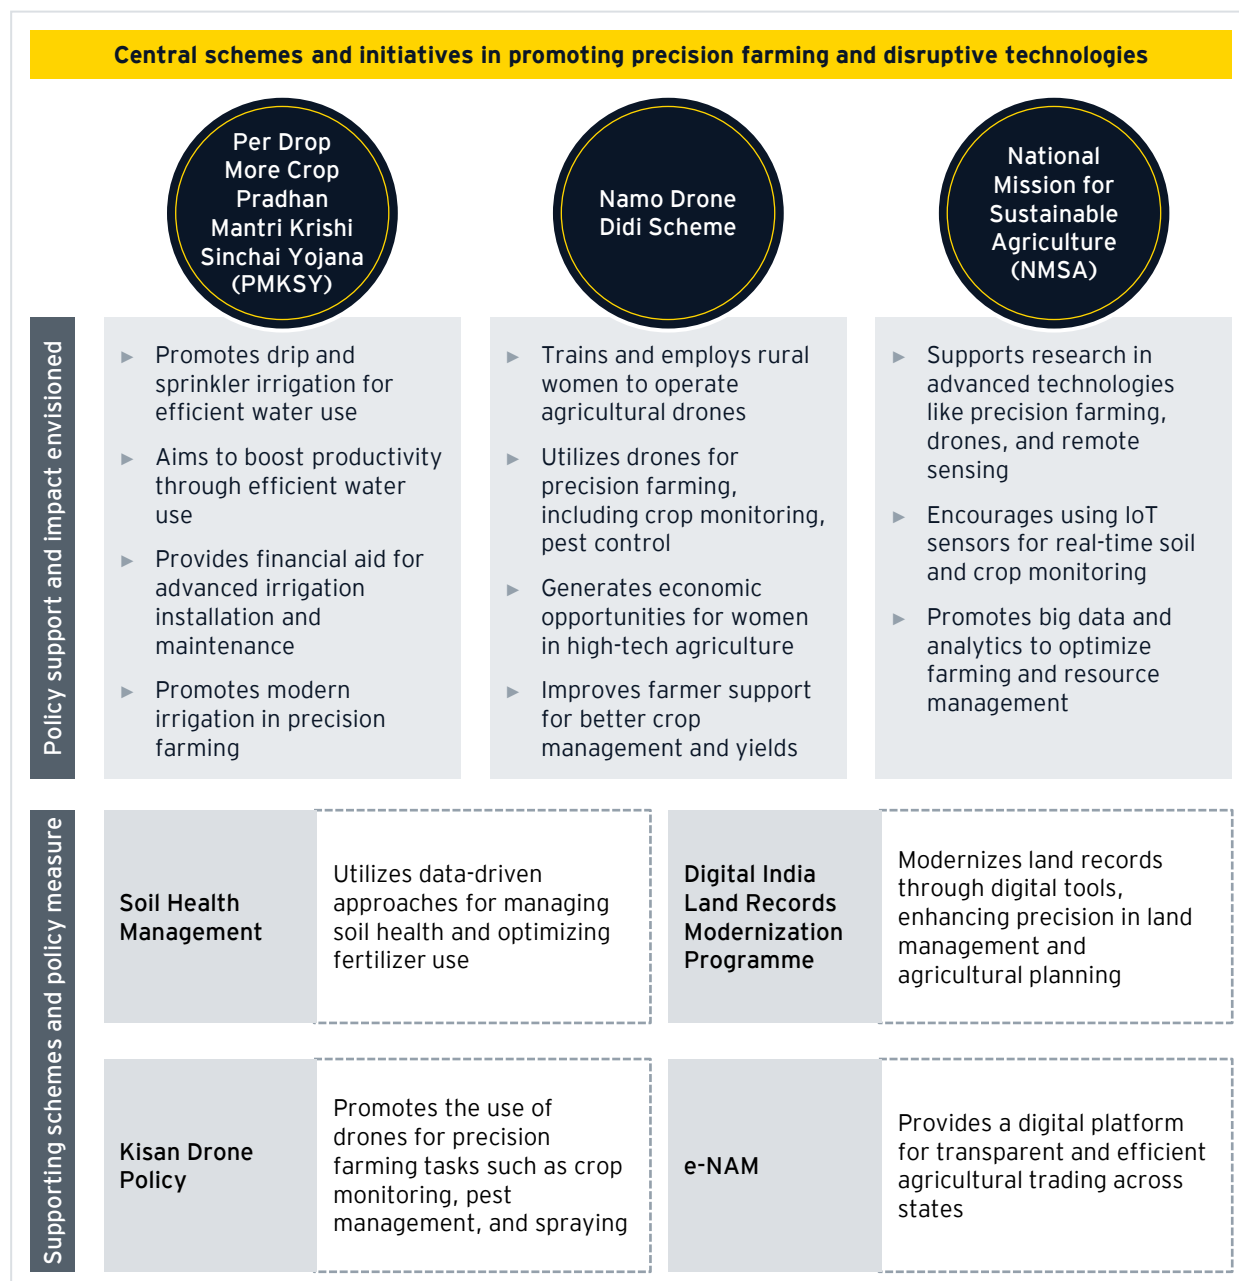 Central schemes and initiatives in promoting precision farming and disruptive technologies
Per Drop
More Crop
Pradhan
Mantri Krishi
Sinchai Yojana
(PMKSY)
Namo Drone
Didi Scheme
National
Mission for
Sustainable
Agriculture
(NMSA)
Policy support and impact envisioned
► Promotes drip and
sprinkler irrigation for
efficient water use
► Aims to boost productivity
through efficient water
use
► Provides financial aid for
advanced irrigation
installation and
maintenance
► Promotes modern
irrigation in precision
farming
► Trains and employs rural
women to operate
agricultural drones
► Utilizes drones for
precision farming,
including crop monitoring,
pest control
► Generates economic
opportunities for women
in high-tech agriculture
► Improves farmer support
for better crop
management and yields
► Supports research in
advanced technologies
like precision farming,
drones, and remote
sensing
► Encourages using IoT
sensors for real-time soil
and crop monitoring
► Promotes big data and
analytics to optimize
farming and resource
management
Supporting schemes and policy measure
Soil Health
Management
Utilizes data-driven
approaches for managing
soil health and optimizing
fertilizer use
Digital India
Land Records
Modernization
Programme
Modernizes land records
through digital tools,
enhancing precision in land
management and
agricultural planning
Kisan Drone
Policy
Promotes the use of
drones for precision
farming tasks such as crop
monitoring, pest
management, and spraying
e-NAM
Provides a digital platform
for transparent and efficient
agricultural trading across
states